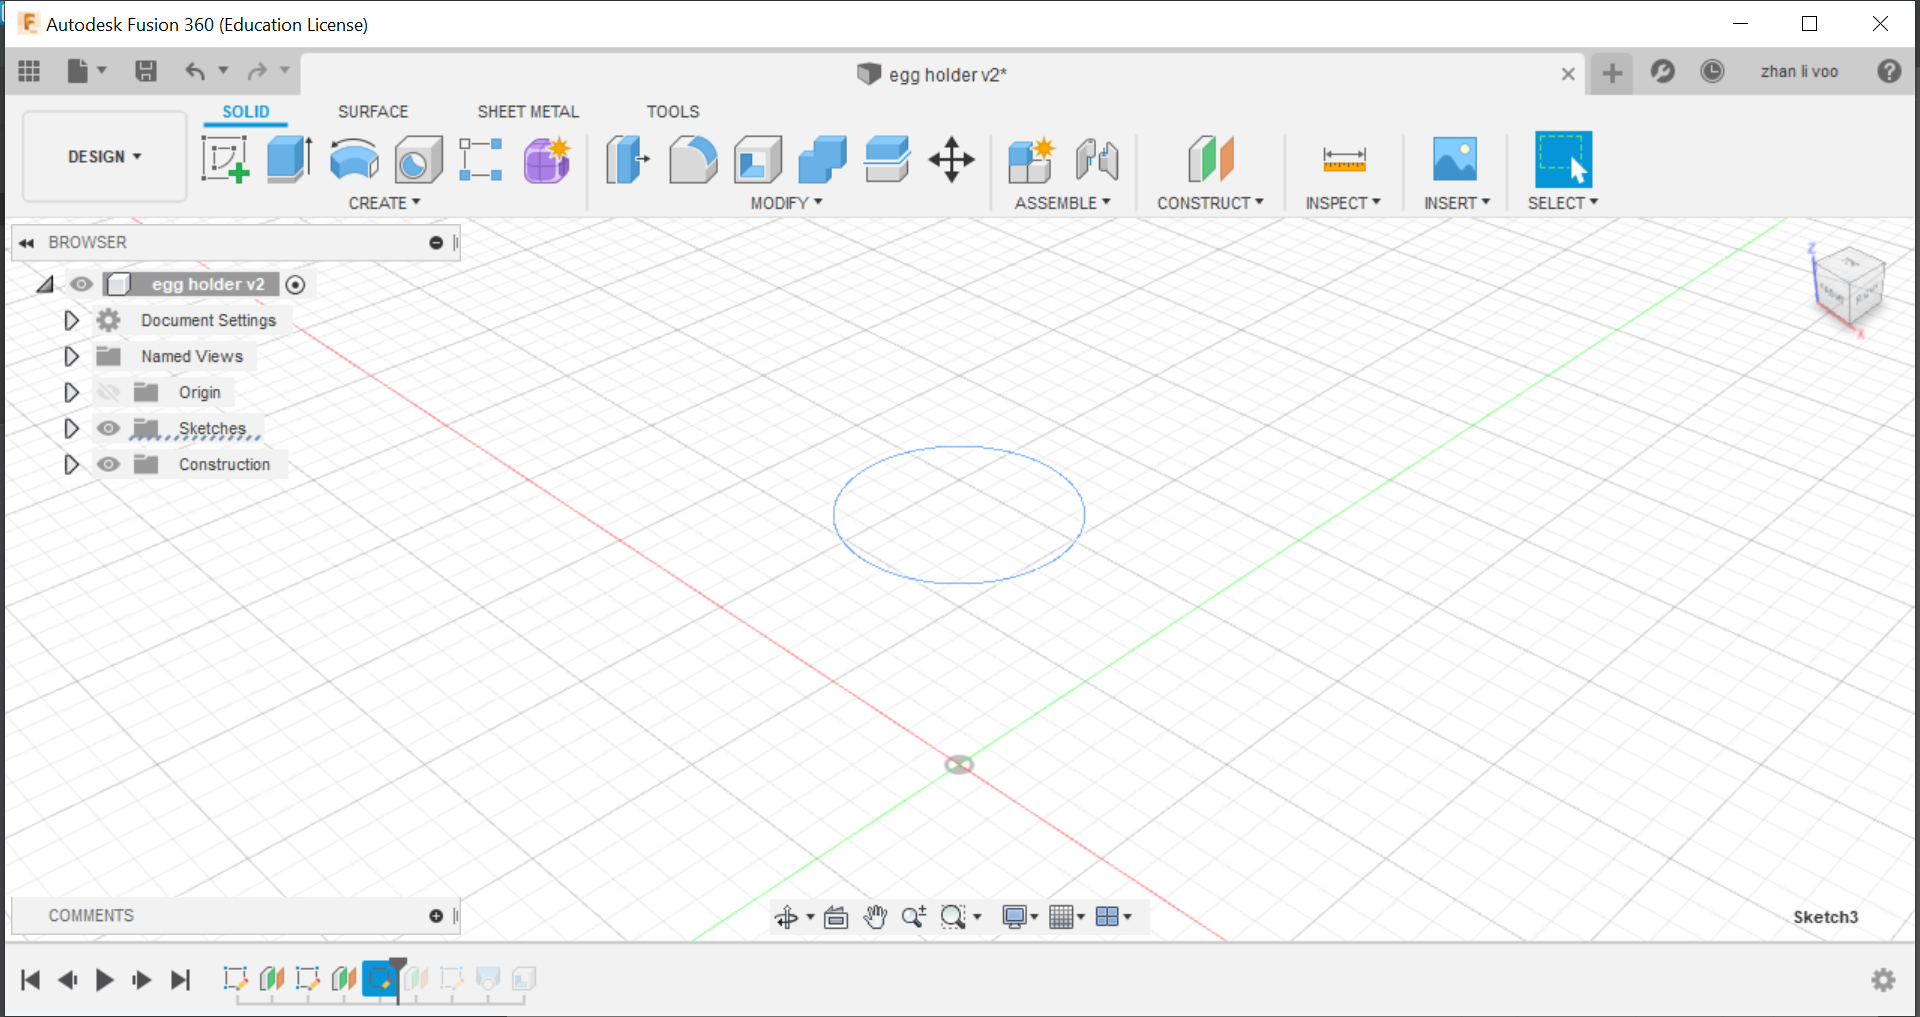 Autodesk Fusion 360 (Education License)
egg holder v2*
zhan li voo
SOLID SURFACE SHEET METAL TOOLS
DESIGN
CREATE MODIFY ASSEMBLE CONSTRUCT INSPECT INSERT SELECT
BROWSER
egg holder v2
Document Settings
Named Views
Origin
Sketches
Construction
Z
X
COMMENTS
Sketch3